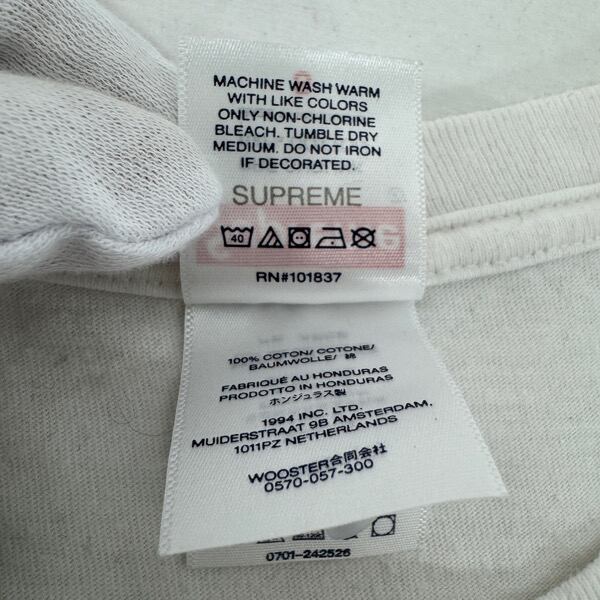 MACHINE WASH WARM
WITH LIKE COLORS
ONLY NON-CHLORINE
BLEACH. TUMBLE DRY
MEDIUM. DO NOT IRON
IF DECORATED.
SUPREME
40
RN#101837
100% COTON/ COTONE/
BAUMWOLLE/ 綿
FABRIQUÉ AU HONDURAS
PRODOTTO IN HONDURAS
ホンジュラス製
1994 INC. LTD.
MUIDERSTRAAT 9B AMSTERDAM.
1011PZ NETHERLANDS
WOOSTER合同会社
0570-057-300
0701-242526